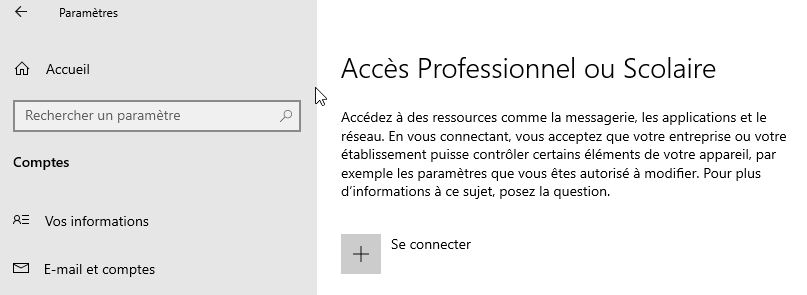 Paramètres
Accueil
Rechercher un paramètre
Comptes
Vos informations
E-mail et comptes
Accès Professionnel ou Scolaire
Accédez à des ressources comme la messagerie, les applications et le
réseau. En vous connectant, vous acceptez que votre entreprise ou votre
établissement puisse contrôler certains éléments de votre appareil, par
exemple les paramètres que vous êtes autorisé à modifier. Pour plus
d’informations à ce sujet, posez la question.
Se connecter